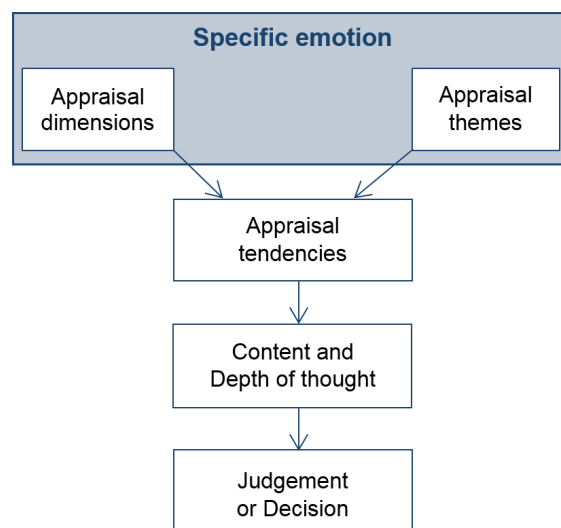 Specific emotion
Appraisal
dimensions
Appraisal
themes
Appraisal
tendencies
Content and
Depth of thought
Judgement
or Decision